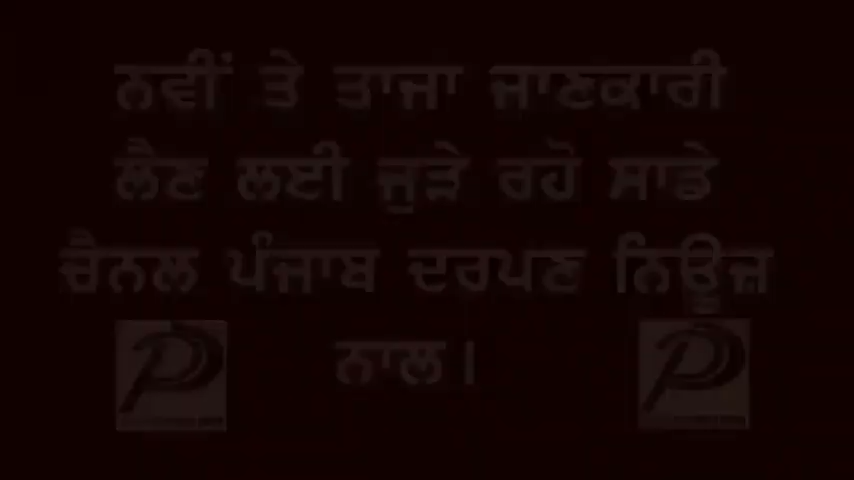 ਨਵੀਂ ਤੇ ਤਾਜਾ ਜਾਣਕਾਰੀ
ਲੈਣ ਲਈ ਜੁੜੇ ਰਹੋ ਸਾਡੇ
ਚੈਨਲ ਪੰਜਾਬ ਦਰਪਣ ਨਿਊਜ਼
ਨਾਲ।